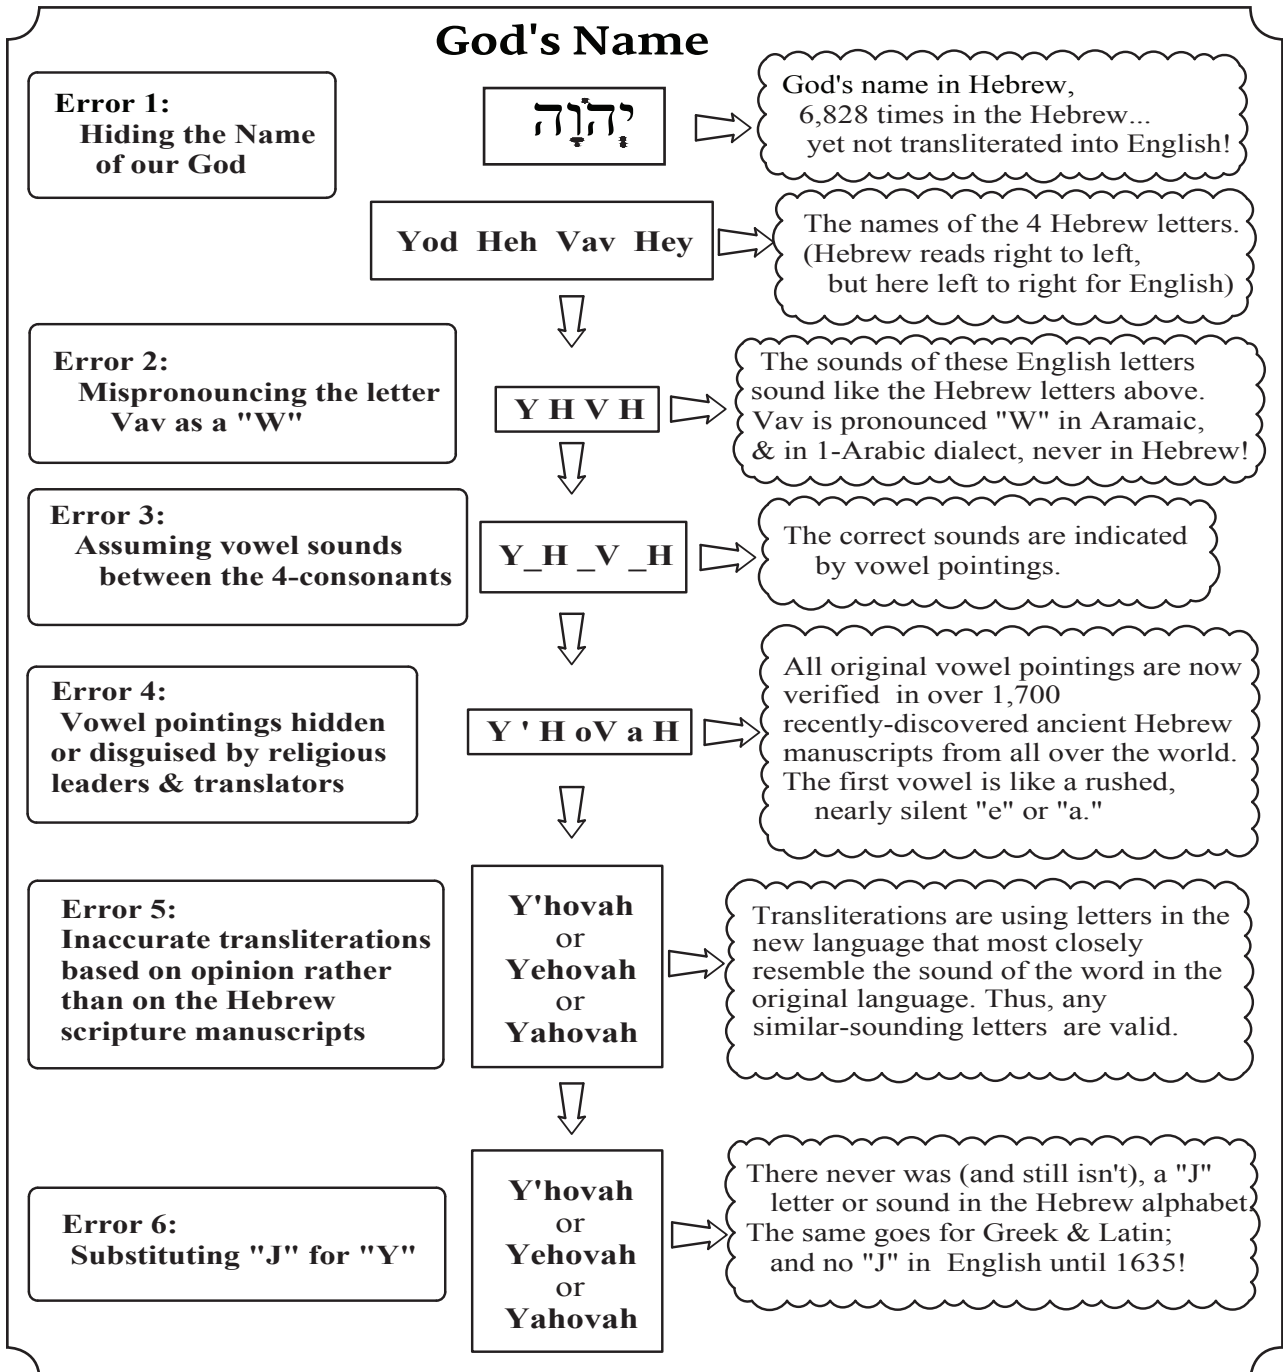 God's Name
Error 1:
Hiding the Name
of our God
יְהֹוָה
God's name in Hebrew,
6,828 times in the Hebrew...
yet not transliterated into English!
Yod Heh Vav Hey
The names of the 4 Hebrew letters.
(Hebrew reads right to left,
but here left to right for English)
Error 2:
Mispronouncing the letter
Vav as a "W"
Y H V H
The sounds of these English letters
sound like the Hebrew letters above.
Vav is pronounced "W" in Aramaic,
& in 1-Arabic dialect, never in Hebrew!
Error 3:
Assuming vowel sounds
between the 4-consonants
Y_H _V _H
The correct sounds are indicated
by vowel pointings.
Error 4:
Vowel pointings hidden
or disguised by religious
leaders & translators
Y ' H oV a H
All original vowel pointings are now
verified in over 1,700
recently-discovered ancient Hebrew
manuscripts from all over the world.
The first vowel is like a rushed,
nearly silent "e" or "a."
Error 5:
Inaccurate transliterations
based on opinion rather
than on the Hebrew
scripture manuscripts
Y'hovah
or
Yehovah
or
Yahovah
Transliterations are using letters in the
new language that most closely
resemble the sound of the word in the
original language. Thus, any
similar-sounding letters are valid.
Error 6:
Substituting "J" for "Y"
Y'hovah
or
Yehovah
or
Yahovah
There never was (and still isn't), a "J"
letter or sound in the Hebrew alphabet.
The same goes for Greek & Latin;
and no "J" in English until 1635!